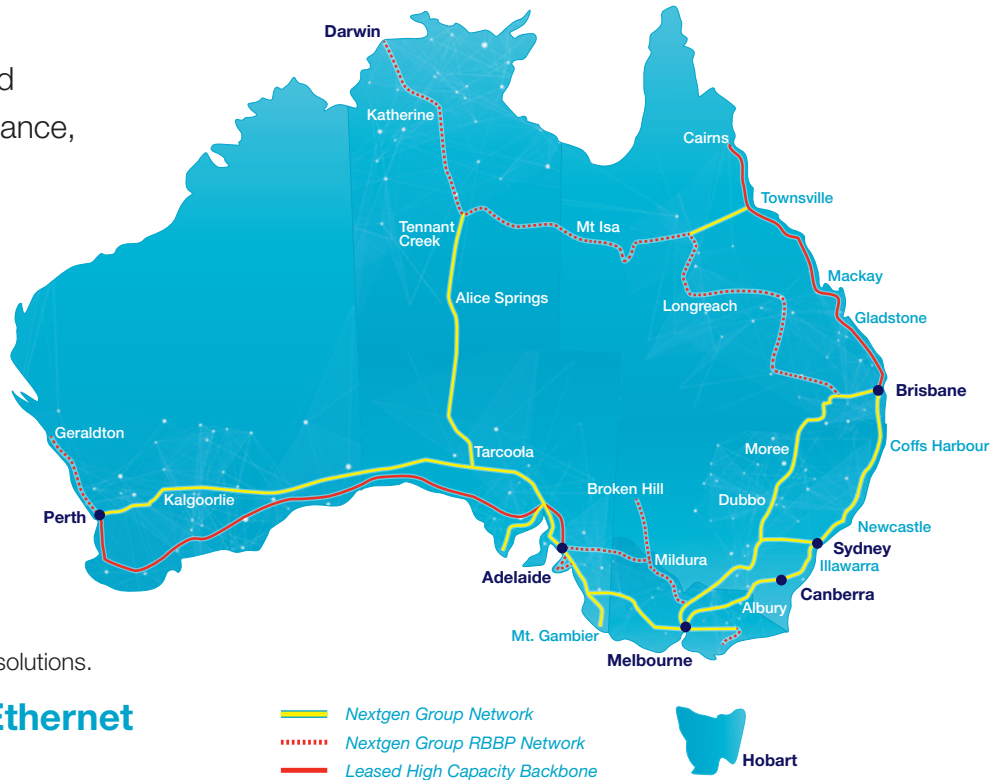 d
ance,
solutions.
Ethernet
Darwin
Katherine
Cairns
Townsville
Tennant
Creek
Mt Isa
Mackay
Alice Springs
Longreach
Gladstone
Brisbane
Geraldton
Tarcoola
Moree
Coffs Harbour
Kalgoorlie
Broken Hill
Dubbo
Perth
Newcastle
Sydney
Illawarra
Adelaide
Mildura
Canberra
Albury
Mt. Gambier
Melbourne
Nextgen Group Network
Nextgen Group RBBP Network
Leased High Capacity Backbone
Hobart